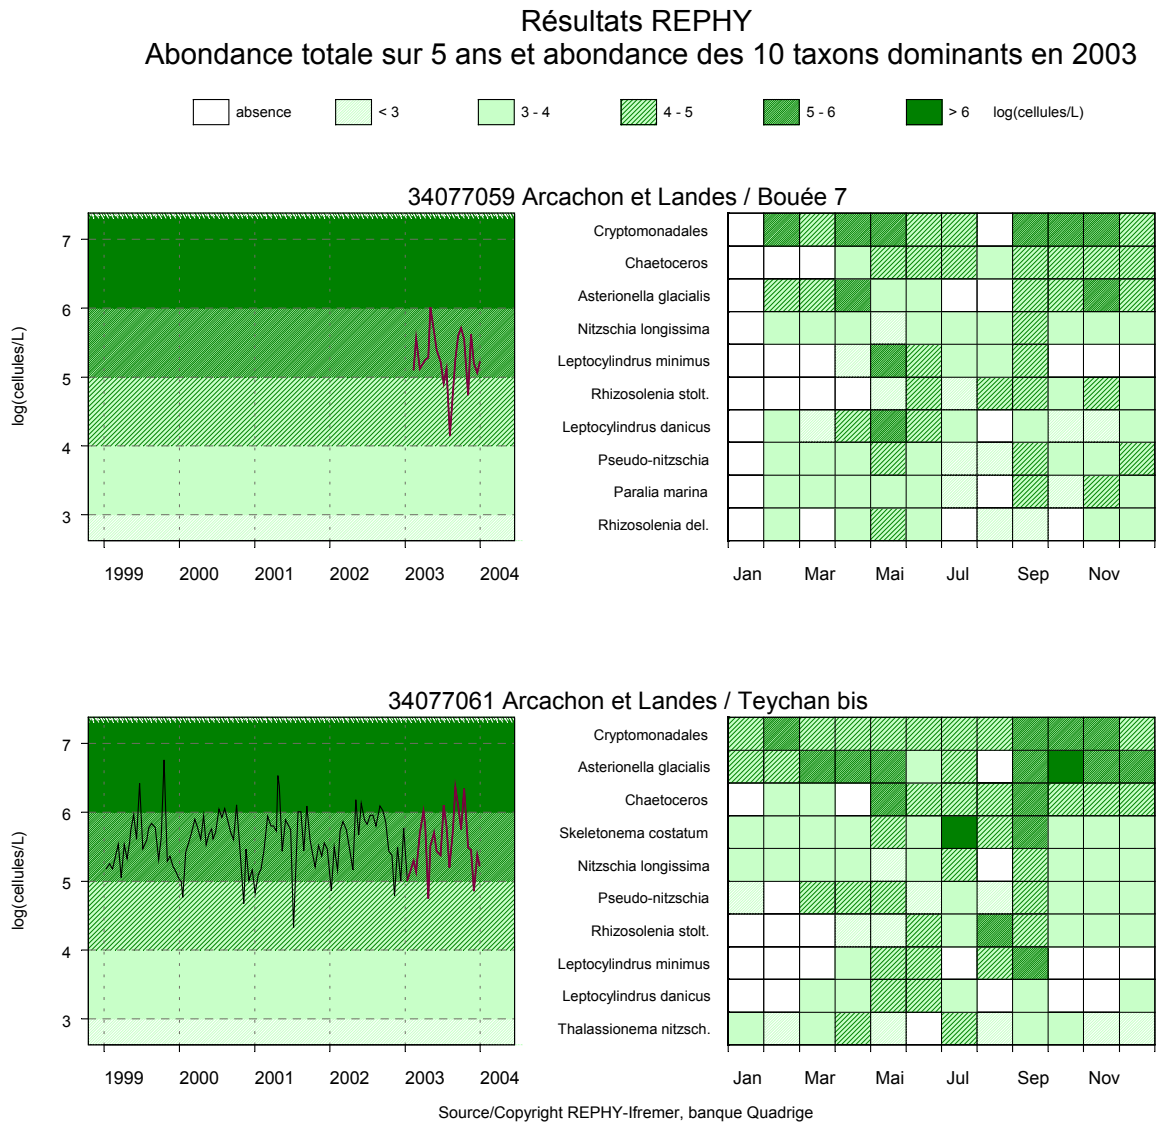 Résultats REPHY
Abondance totale sur 5 ans et abondance des 10 taxons dominants en 2003
absence < 3 3 - 4 4 - 5 5 - 6 > 6 log(cellules/L)
34077059 Arcachon et Landes / Bouée 7
log(cellules/L)
7
6
5
4
3
1999 2000 2001 2002 2003 2004
Cryptomonadales
Chaetoceros
Asterionella glacialis
Nitzschia longissima
Leptocylindrus minimus
Rhizosolenia stolt.
Leptocylindrus danicus
Pseudo-nitzschia
Paralia marina
Rhizosolenia del.
Jan Mar Mai Jul Sep Nov
34077061 Arcachon et Landes / Teychan bis
log(cellules/L)
7
6
5
4
3
1999 2000 2001 2002 2003 2004
Cryptomonadales
Asterionella glacialis
Chaetoceros
Skeletonema costatum
Nitzschia longissima
Pseudo-nitzschia
Rhizosolenia stolt.
Leptocylindrus minimus
Leptocylindrus danicus
Thalassionema nitzsch.
Jan Mar Mai Jul Sep Nov
Source/Copyright REPHY-Ifremer, banque Quadrige